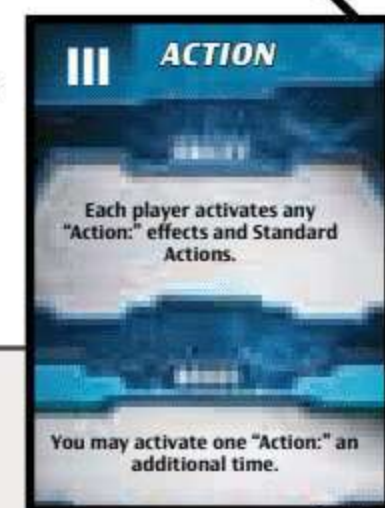 III
ACTION
Each player activates any
"Action:" effects and Standard
Actions.
You may activate one "Action:" an
additional time.